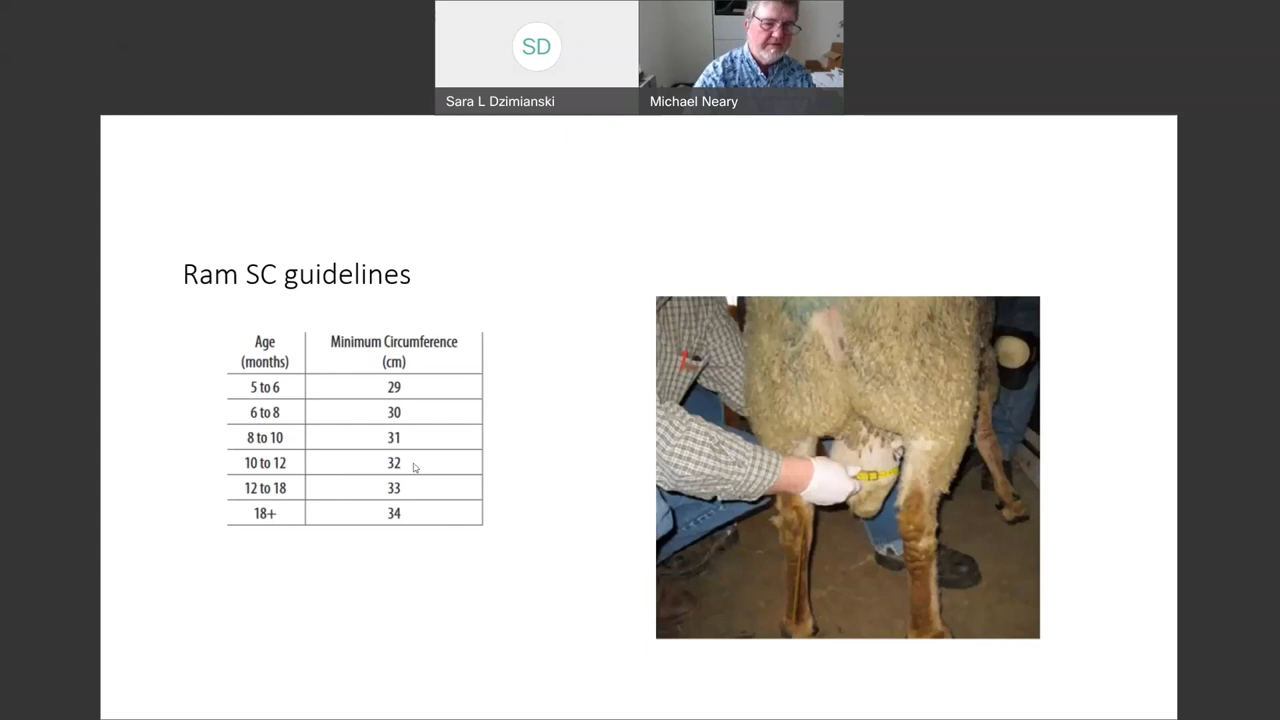 SD
Sara L Dzimianski
Michael Neary
Ram SC guidelines
Age
(months)
Minimum Circumference
(cm)
5 to 6
29
6 to 8
30
8 to 10
31
10 to 12
32
12 to 18
33
18+
34